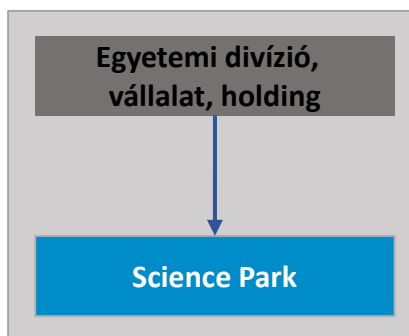 Egyetemi divízió,
vállalat, holding
Science Park